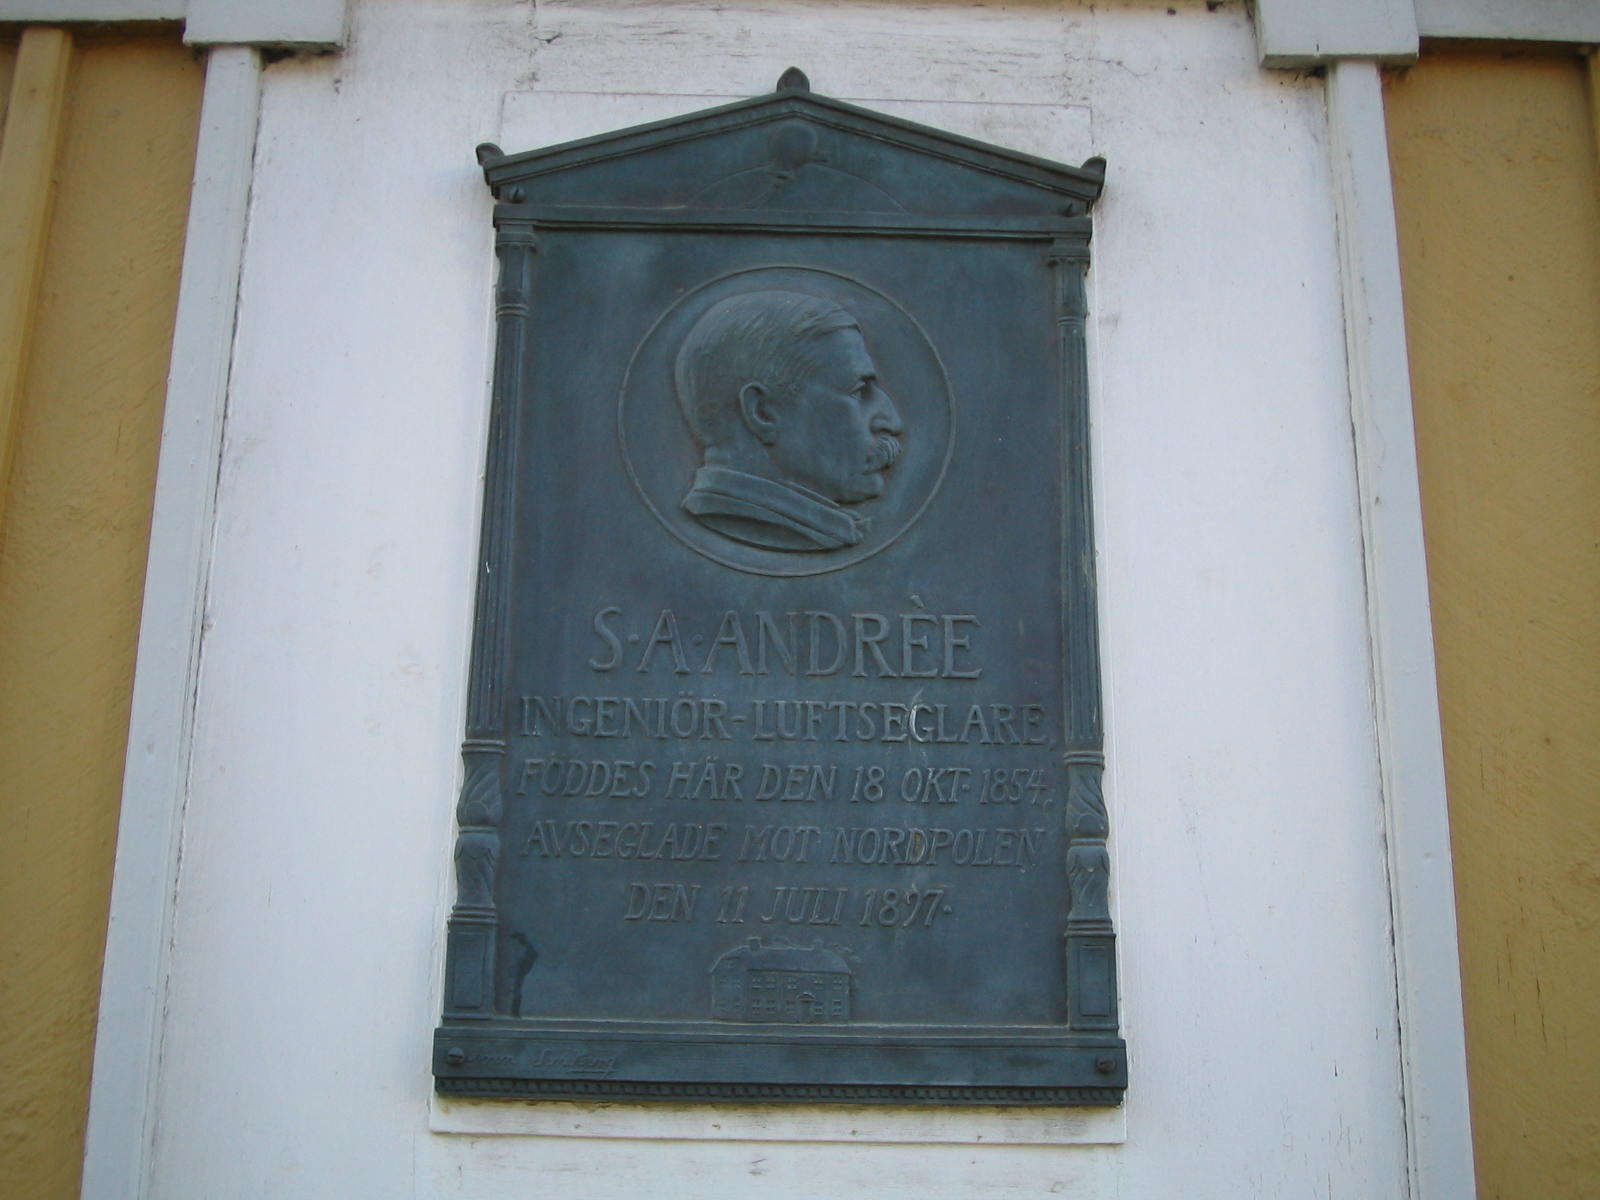 S·A·ANDRÈE
INGENIÖR-LUFTSEGLARE,
FÖDDES HÄR DEN 18 OKT. 1854,
AVSEGLADE MOT NORDPOLEN
DEN 11 JULI 1897.